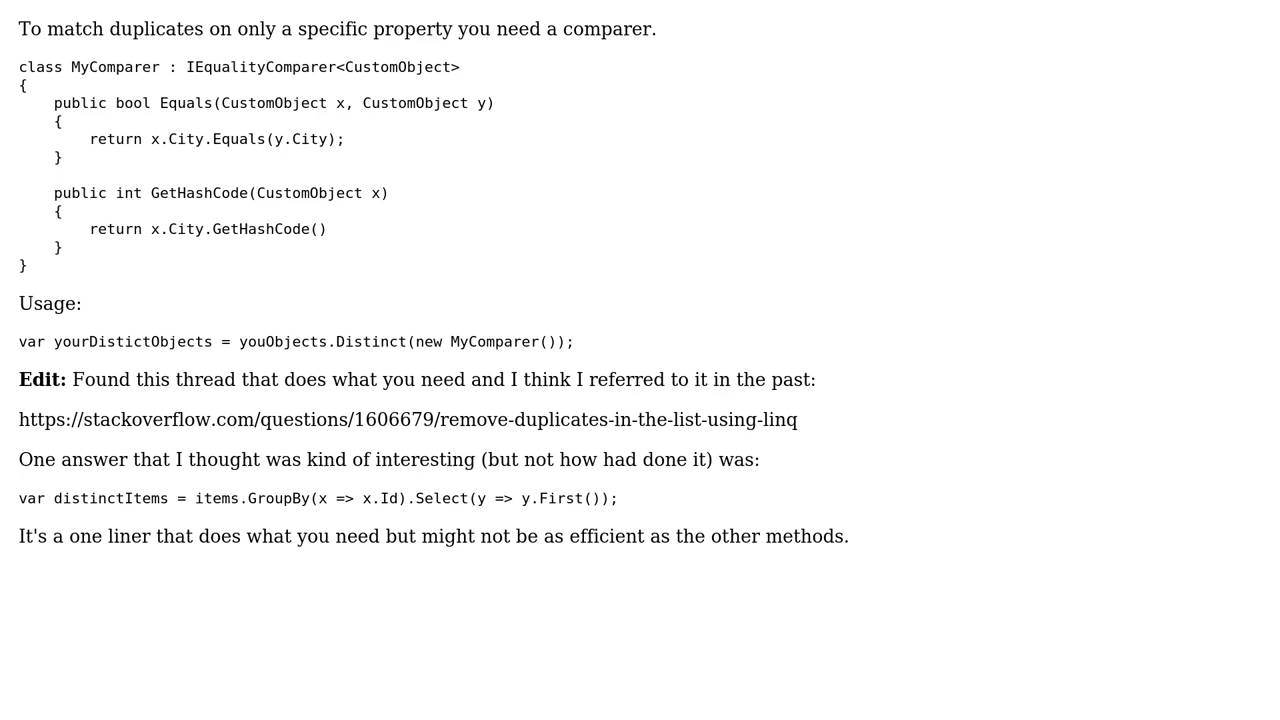 To match duplicates on only a specific property you need a comparer.
class MyComparer : IEqualityComparer<CustomObject>
{
    public bool Equals(CustomObject x, CustomObject y)
    {
        return x.City.Equals(y.City);
    }

    public int GetHashCode(CustomObject x)
    {
        return x.City.GetHashCode()
    }
}
Usage:
var yourDistictObjects = youObjects.Distinct(new MyComparer());
Edit: Found this thread that does what you need and I think I referred to it in the past:
https://stackoverflow.com/questions/1606679/remove-duplicates-in-the-list-using-linq
One answer that I thought was kind of interesting (but not how had done it) was:
var distinctItems = items.GroupBy(x => x.Id).Select(y => y.First());
It's a one liner that does what you need but might not be as efficient as the other methods.